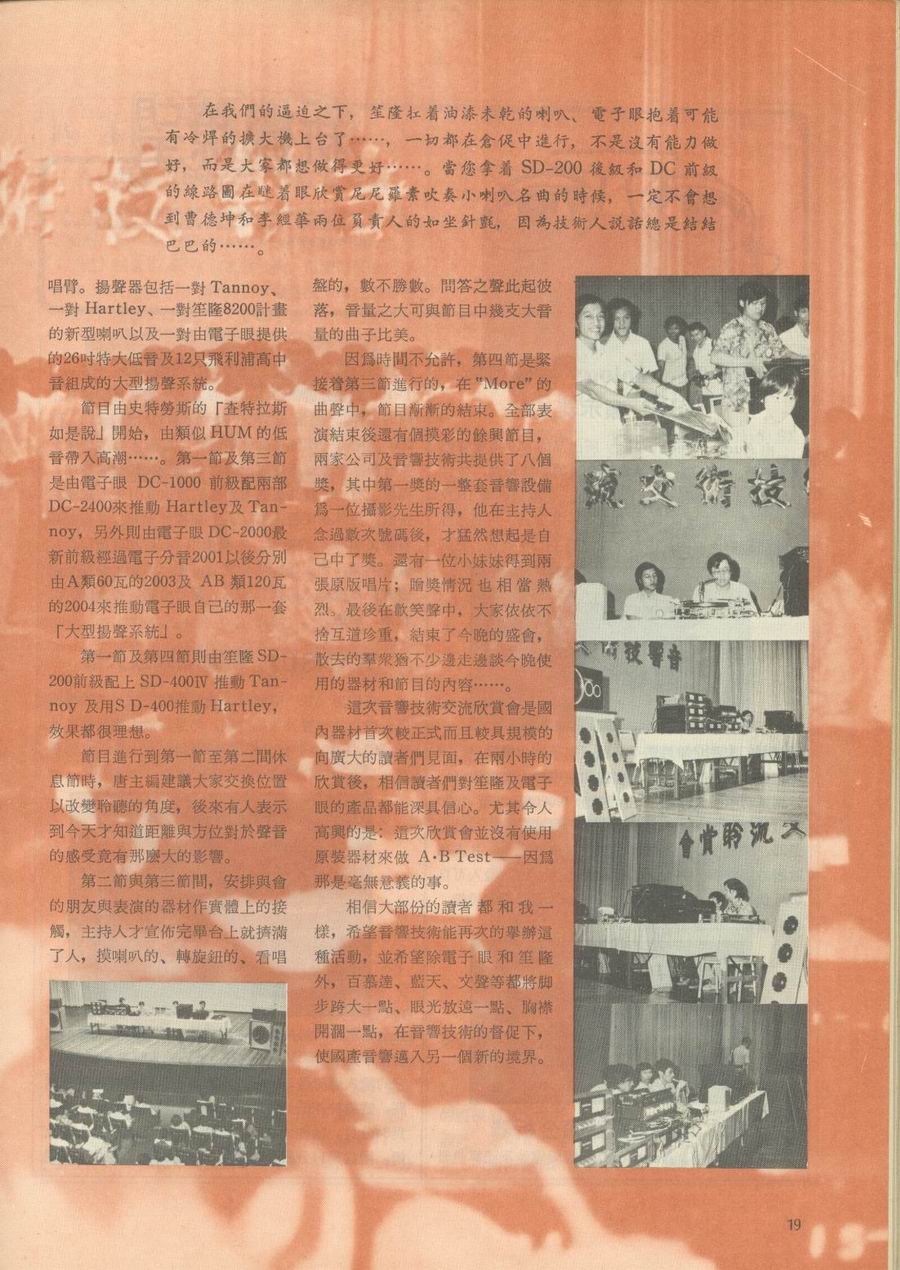 在我們的逼迫之下，笙隆扛着油漆未乾的喇叭、電子眼抱着可能
有冷焊的擴大機上台了……，一切都在倉促中進行，不是沒有能力做
好，而是大家都想做得更好……。當您拿着 SD-200 後級和 DC 前級
的線路圖在瞇着眼欣賞尼尼羅素吹奏小喇叭名曲的時候，一定不會想
到曹德坤和李經華兩位負責人的如坐針氈，因為技術人說話總是結結
巴巴的……。
唱臂。揚聲器包括一對 Tannoy、
一對 Hartley、一對笙隆8200計畫
的新型喇叭以及一對由電子眼提供
的26吋特大低音及12只飛利浦高中
音組成的大型揚聲系統。
節目由史特勞斯的「查特拉斯
如是說」開始，由類似 HUM 的低
音帶入高潮……。第一節及第三節
是由電子眼 DC-1000 前級配兩部
DC-2400來推動 Hartley及 Tan-
noy，另外則由電子眼 DC-2000最
新前級經過電子分音2001以後分別
由A類60瓦的2003及 AB 類120瓦
的2004來推動電子眼自己的那一套
「大型揚聲系統」。
第一節及第四節則由笙隆 SD-
200前級配上 SD-400Ⅳ 推動 Tan-
noy 及用S D-400推動 Hartley，
效果都很理想。
節目進行到第一節至第二間休
息節時，唐主編建議大家交換位置
以改變聆聽的角度，後來有人表示
到今天才知道距離與方位對於聲音
的感受竟有那麼大的影響。
第二節與第三節間，安排與會
的朋友與表演的器材作實體上的接
觸，主持人才宣佈完畢台上就擠滿
了人，摸喇叭的、轉旋鈕的、看唱
盤的，數不勝數。問答之聲此起彼
落，音量之大可與節目中幾支大音
量的曲子比美。
因爲時間不允許，第四節是緊
接着第三節進行的，在 "More" 的
曲聲中，節目漸漸的結束。全部表
演結束後還有個摸彩的餘興節目，
兩家公司及音響技術共提供了八個
獎，其中第一獎的一整套音響設備
爲一位攝影先生所得，他在主持人
念過數次號碼後，才猛然想起是自
己中了獎。還有一位小妹妹得到兩
張原版唱片；贈獎情況也相當熱
烈。最後在歡笑聲中，大家依依不
捨互道珍重，結束了今晚的盛會，
散去的羣衆猶不少邊走邊談今晚使
用的器材和節目的內容……。
這次音響技術交流欣賞會是國
內器材首次較正式而且較具規模的
向廣大的讀者們見面，在兩小時的
欣賞後，相信讀者們對笙隆及電子
眼的產品都能深具信心。尤其令人
高興的是：這次欣賞會並沒有使用
原裝器材來做 A·B Test——因爲
那是毫無意義的事。
相信大部份的讀者都和我一
樣，希望音響技術能再次的舉辦這
種活動，並希望除電子眼和笙隆
外，百慕達、藍天、文聲等都將脚
步跨大一點、眼光放遠一點、胸襟
開濶一點，在音響技術的督促下，
使國產音響邁入另一個新的境界。
流交術技
術技響音
會賞聆流交
19